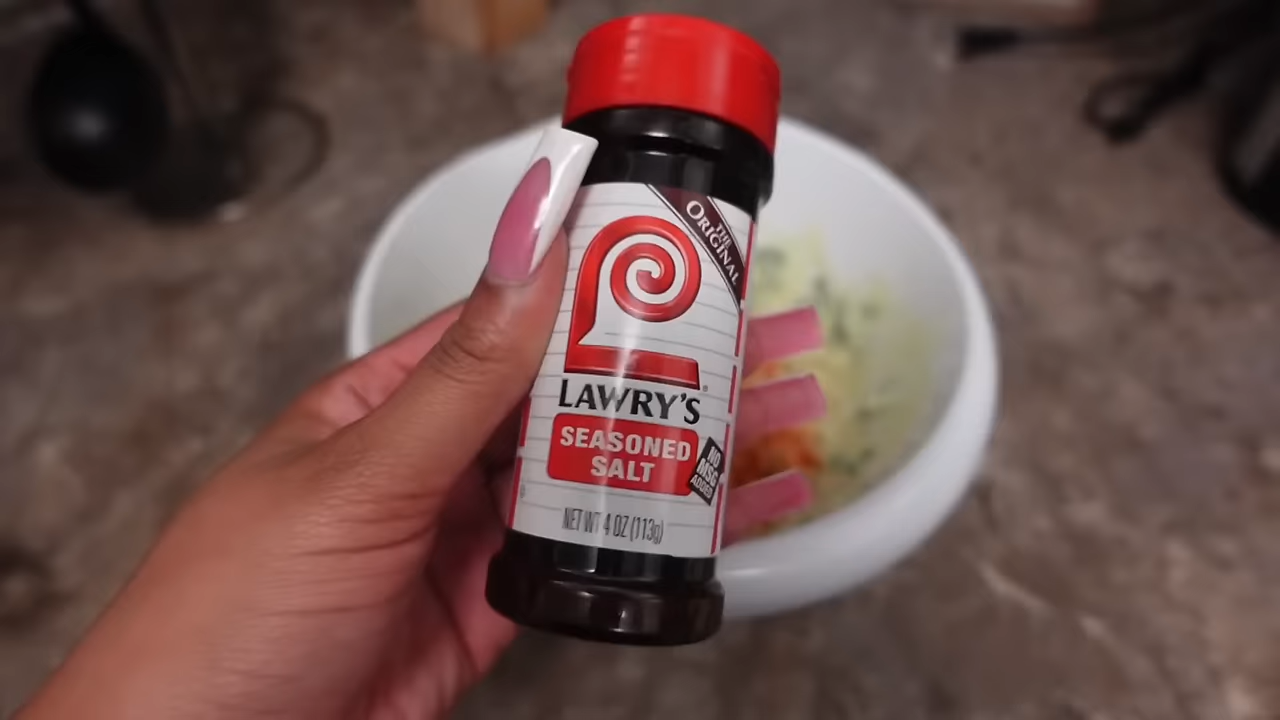 THE
ORIGINAL
LAWRY'S
SEASONED
SALT
NO
MSG
ADDED
NET WT 4 OZ (113g)